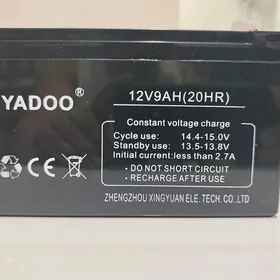 YADOO®
12V9AH(20HR)
Constant voltage charge
Cycle use: 14.4-15.0V
Standby use: 13.5-13.8V
Initial current:less than 2.7A
• DO NOT SHORT CIRCUIT
• RECHARGE AFTER USE
ZHENGZHOU XINGYUAN ELE. TECH. CO.,LTD